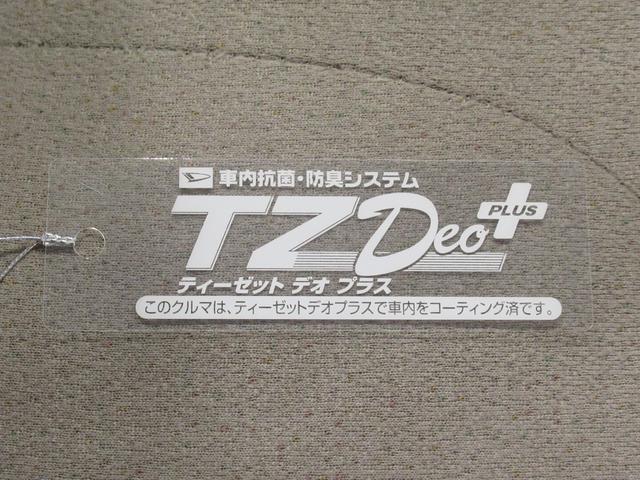 車内抗菌・防臭システム
TZ Deo PLUS
ティーゼット デオ プラス
このクルマは、ティーゼットデオプラスで車内をコーティング済です。